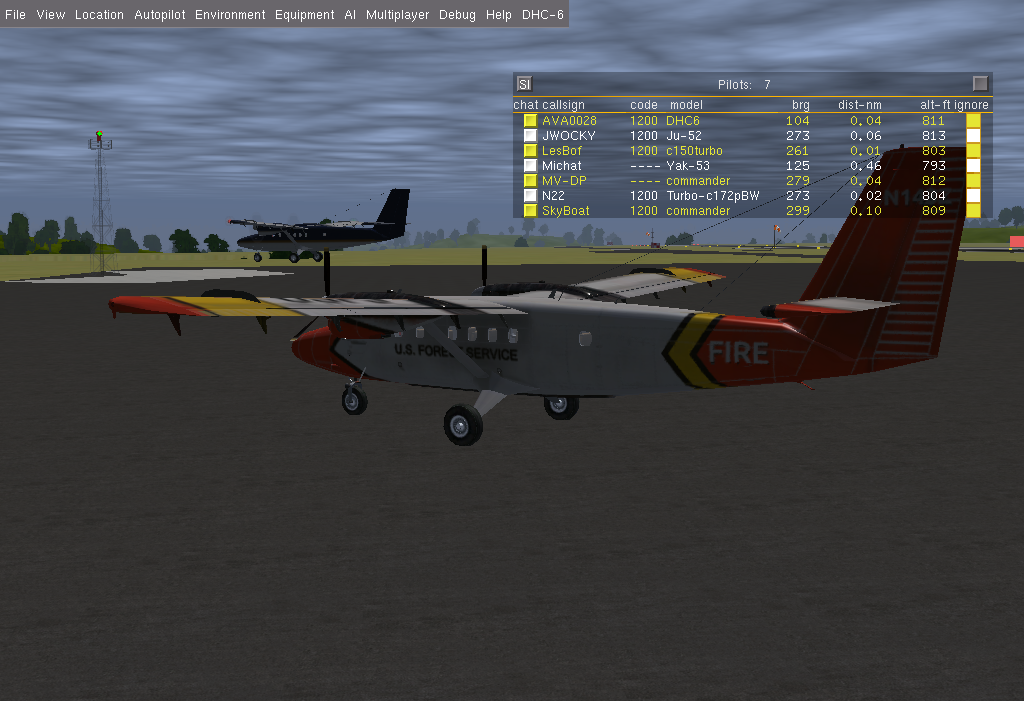 File View Location Autopilot Environment Equipment AI Multiplayer Debug Help DHC-6
SI Pilots: 7
chat callsign code model brg dist-nm alt-ft ignore
AVA0028 1200 DHC6 104 0.04 811
JWOCKY 1200 Ju-52 273 0.06 813
LesBof 1200 c150turbo 261 0.01 803
Michat ---- Yak-53 125 0.46 793
MV-DP ---- commander 279 0.04 812
N22 1200 Turbo-c172pBW 273 0.02 804
SkyBoat 1200 commander 299 0.10 809
U.S. FOREST SERVICE
FIRE